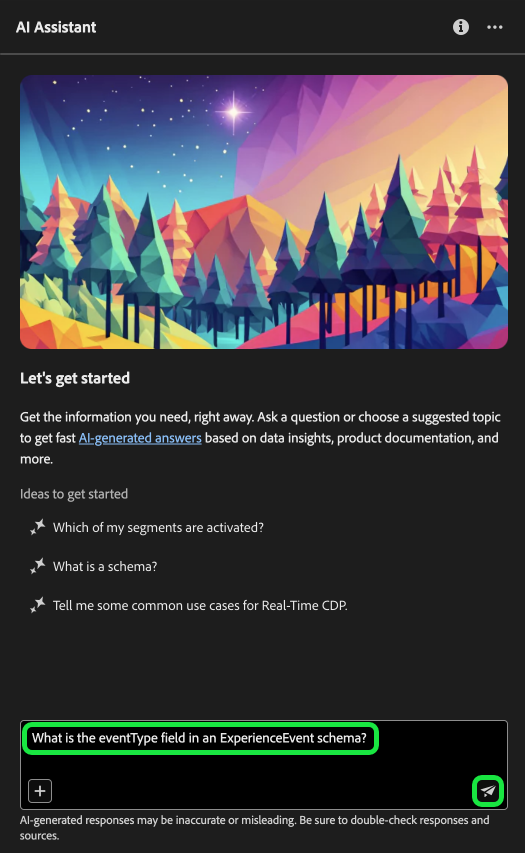 AI Assistant
Let's get started
Get the information you need, right away. Ask a question or choose a suggested topic
to get fast AI-generated answers based on data insights, product documentation, and
more.
Ideas to get started
Which of my segments are activated?
What is a schema?
Tell me some common use cases for Real-Time CDP.
What is the eventType field in an ExperienceEvent schema?
AI-generated responses may be inaccurate or misleading. Be sure to double-check responses and
sources.